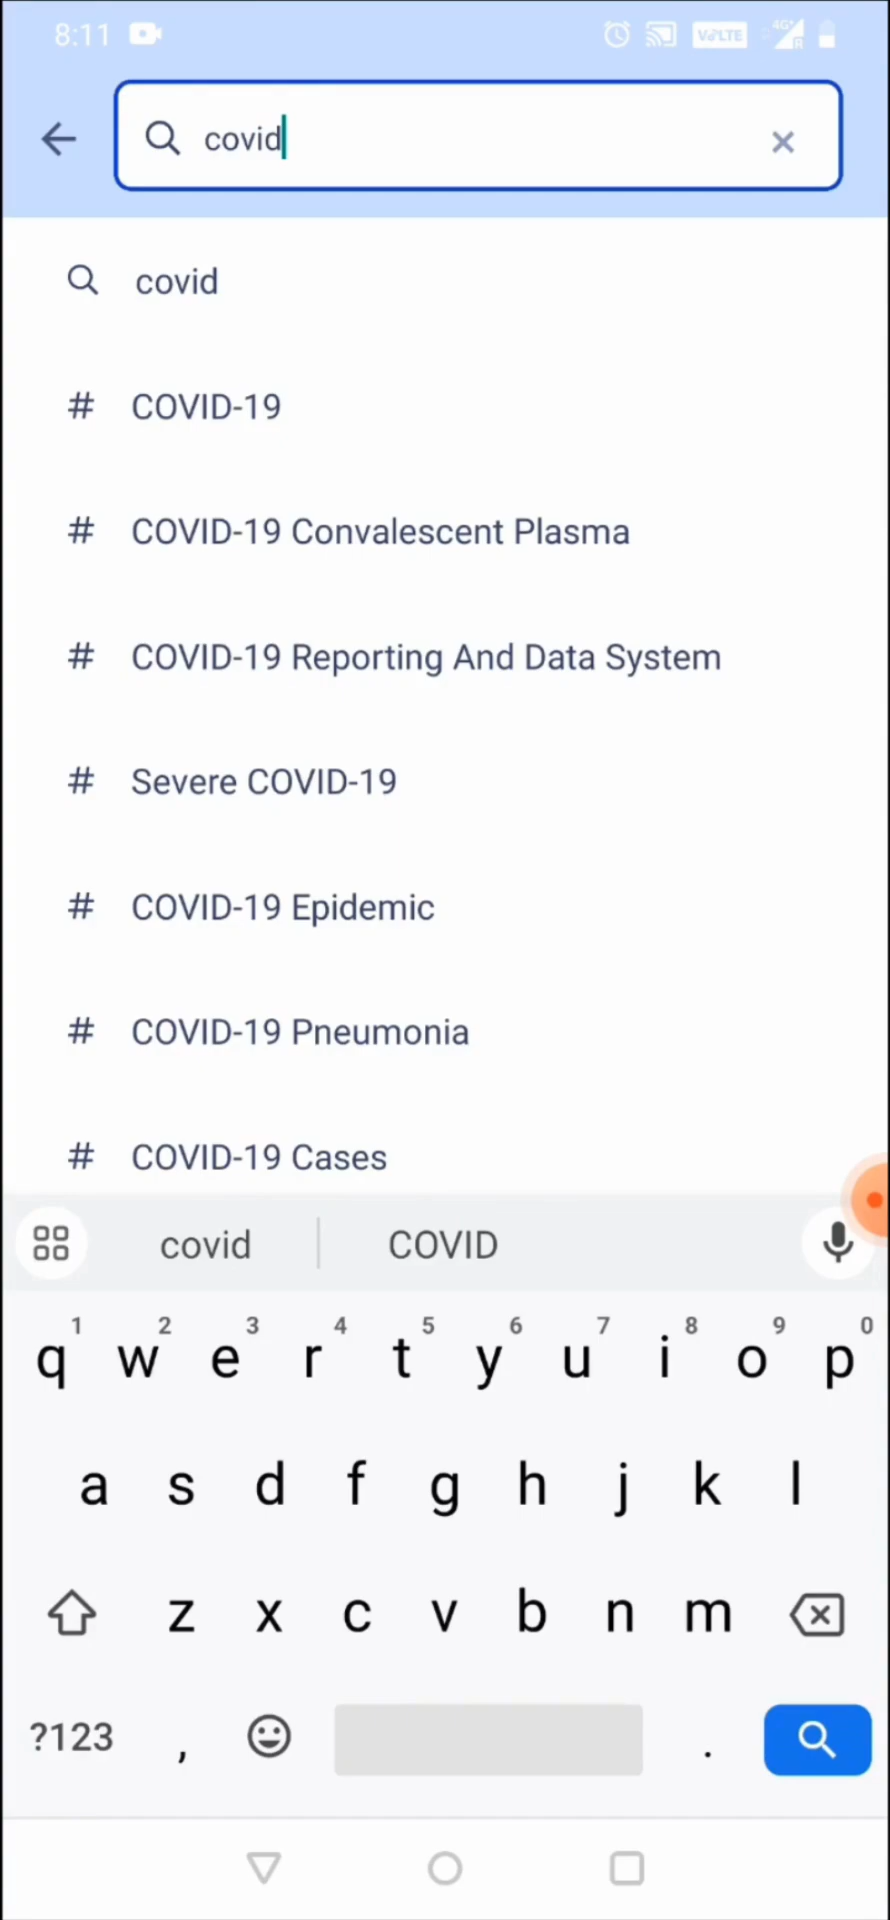 8:11 VoLTE 4G+ R
covid
covid
# COVID-19
# COVID-19 Convalescent Plasma
# COVID-19 Reporting And Data System
# Severe COVID-19
# COVID-19 Epidemic
# COVID-19 Pneumonia
# COVID-19 Cases
covid COVID
1 2 3 4 5 6 7 8 9 0
q w e r t y u i o p
a s d f g h j k l
z x c v b n m
?123 , .